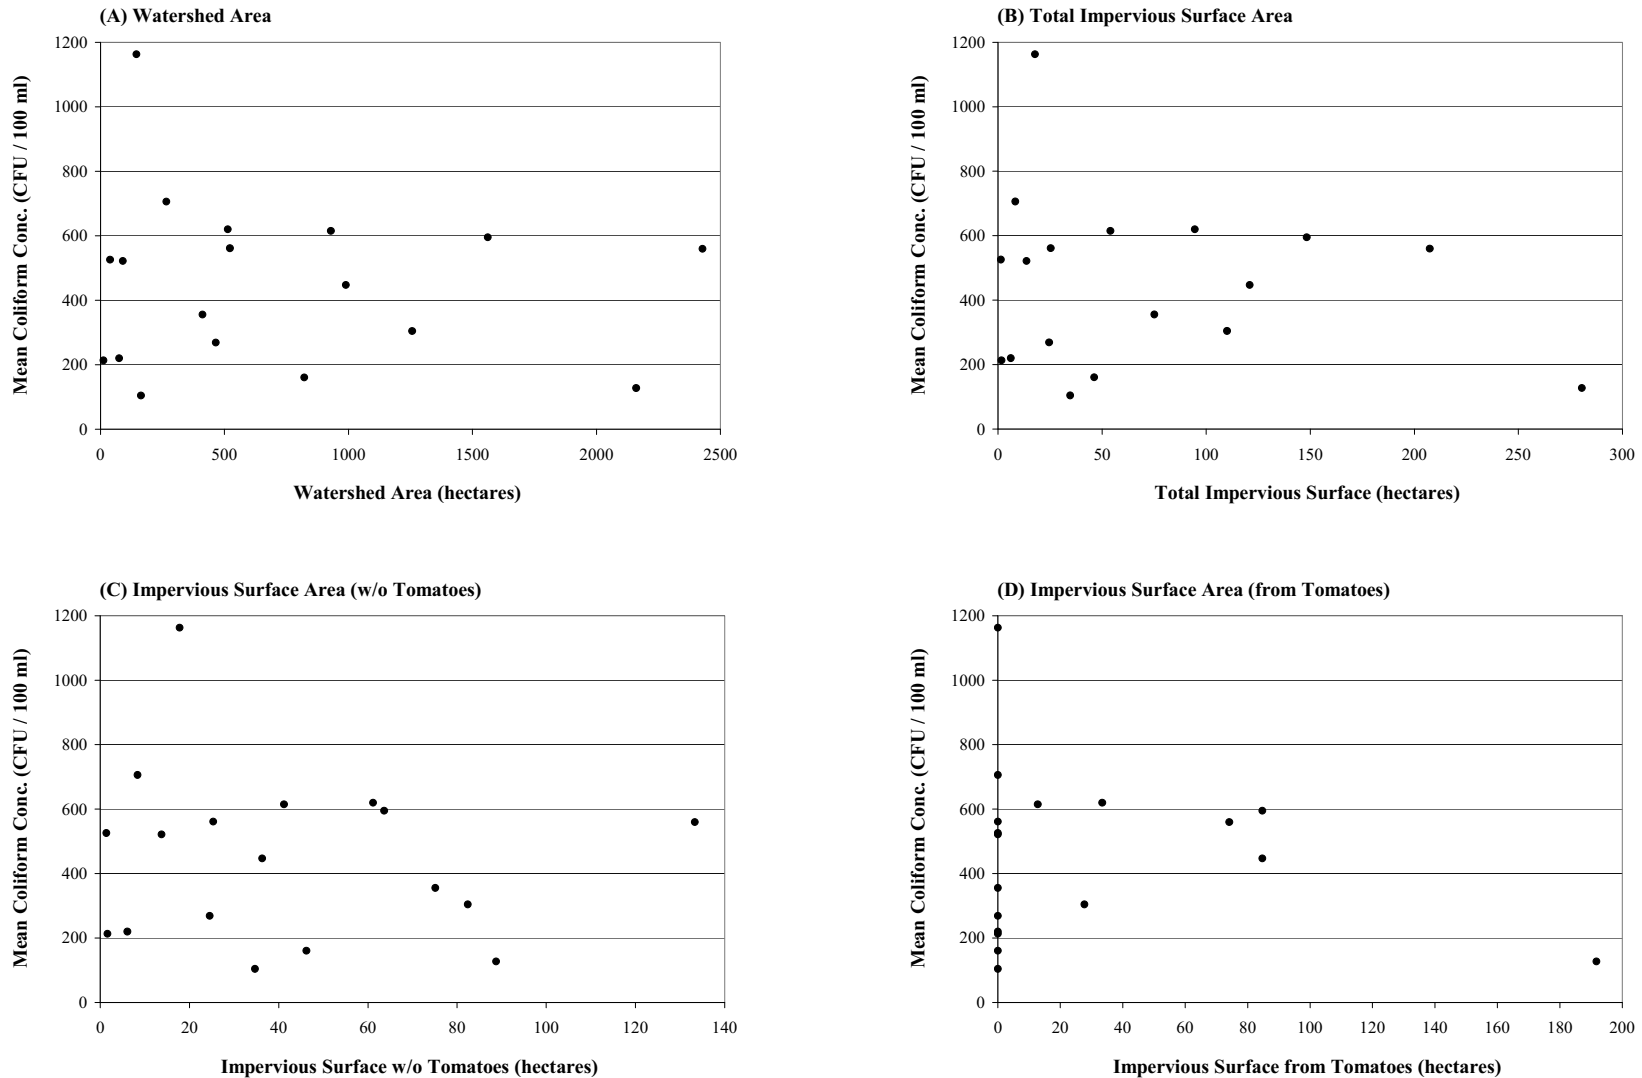 (A) Watershed Area
1200
1000
800
600
400
200
0
0 500 1000 1500 2000 2500
Mean Coliform Conc. (CFU / 100 ml)
Watershed Area (hectares)
(B) Total Impervious Surface Area
1200
1000
800
600
400
200
0
0 50 100 150 200 250 300
Mean Coliform Conc. (CFU / 100 ml)
Total Impervious Surface (hectares)
(C) Impervious Surface Area (w/o Tomatoes)
1200
1000
800
600
400
200
0
0 20 40 60 80 100 120 140
Mean Coliform Conc. (CFU / 100 ml)
Impervious Surface w/o Tomatoes (hectares)
(D) Impervious Surface Area (from Tomatoes)
1200
1000
800
600
400
200
0
0 20 40 60 80 100 120 140 160 180 200
Mean Coliform Conc. (CFU / 100 ml)
Impervious Surface from Tomatoes (hectares)